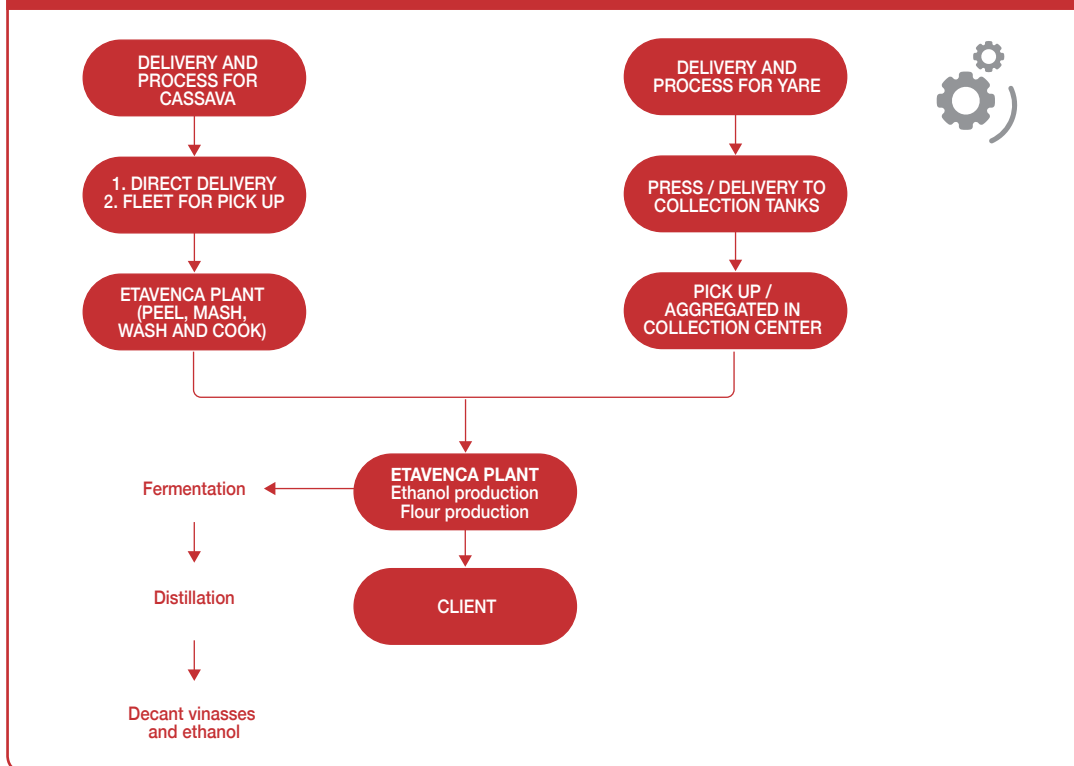 DELIVERY AND
PROCESS FOR
CASSAVA
DELIVERY AND
PROCESS FOR YARE
1. DIRECT DELIVERY
2. FLEET FOR PICK UP
PRESS / DELIVERY TO
COLLECTION TANKS
ETAVENCA PLANT
(PEEL, MASH,
WASH AND COOK)
PICK UP /
AGGREGATED IN
COLLECTION CENTER
ETAVENCA PLANT
Ethanol production
Flour production
Fermentation
Distillation
Decant vinasses
and ethanol
CLIENT